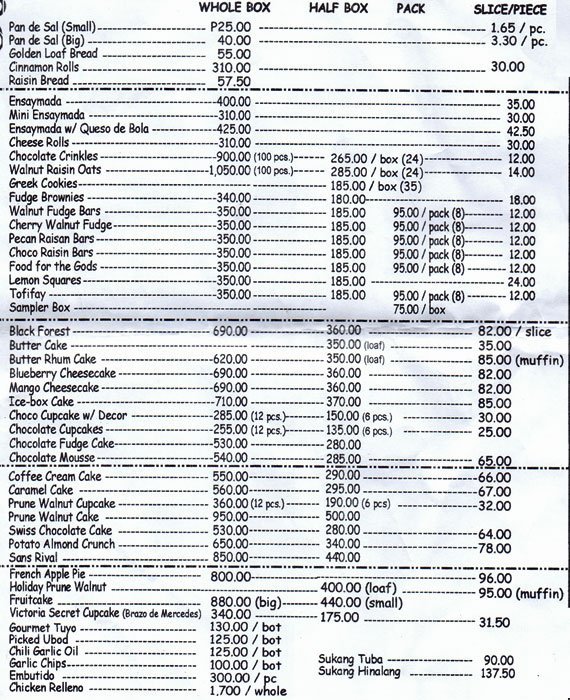 WHOLE BOX HALF BOX PACK SLICE/PIECE
Pan de Sal (Small) P25.00 1.65 / pc.
Pan de Sal (Big) 40.00 3.30 / pc.
Golden Loaf Bread 55.00
Cinnamon Rolls 310.00 30.00
Raisin Bread 57.50
Ensaymada 400.00 35.00
Mini Ensaymada 310.00 30.00
Ensaymada w/ Queso de Bola 425.00 42.50
Cheese Rolls 310.00 30.00
Chocolate Crinkles 900.00 (100 pcs.) 265.00 / box (24) 12.00
Walnut Raisin Oats 1,050.00 (100 pcs.) 285.00 / box (24) 14.00
Greek Cookies 185.00 / box (35)
Fudge Brownies 340.00 180.00 18.00
Walnut Fudge Bars 350.00 185.00 95.00 / pack (8) 12.00
Cherry Walnut Fudge 350.00 185.00 95.00 / pack (8) 12.00
Pecan Raisan Bars 350.00 185.00 95.00 / pack (8) 12.00
Choco Raisin Bars 350.00 185.00 95.00 / pack (8) 12.00
Food for the Gods 350.00 185.00 95.00 / pack (8) 12.00
Lemon Squares 350.00 185.00 24.00
Tofifay 350.00 185.00 95.00 / pack (8) 12.00
Sampler Box 75.00 / box
Black Forest 690.00 360.00 82.00 / slice
Butter Cake 350.00 (loaf) 35.00
Butter Rhum Cake 620.00 350.00 (loaf) 85.00 (muffin)
Blueberry Cheesecake 690.00 360.00 82.00
Mango Cheesecake 690.00 360.00 82.00
Ice-box Cake 710.00 370.00 85.00
Choco Cupcake w/ Decor 285.00 (12 pcs.) 150.00 (6 pcs.) 30.00
Chocolate Cupcakes 255.00 (12 pcs.) 135.00 (6 pcs.) 25.00
Chocolate Fudge Cake 530.00 280.00
Chocolate Mousse 540.00 285.00 65.00
Coffee Cream Cake 550.00 290.00 66.00
Caramel Cake 560.00 295.00 67.00
Prune Walnut Cupcake 360.00 (12 pcs.) 190.00 (6 pcs) 32.00
Prune Walnut Cake 950.00 500.00
Swiss Chocolate Cake 530.00 280.00 64.00
Potato Almond Crunch 650.00 340.00 78.00
Sans Rival 850.00 440.00
French Apple Pie 800.00 96.00
Holiday Prune Walnut 400.00 (loaf) 95.00 (muffin)
Fruitcake 880.00 (big) 440.00 (small)
Victoria Secret Cupcake (Brazo de Mercedes) 340.00 175.00 31.50
Gourmet Tuyo 130.00 / bot
Picked Ubod 125.00 / bot
Chili Garlic Oil 125.00 / bot
Garlic Chips 100.00 / bot
Embutido 300.00 / pc
Chicken Relleno 1,700 / whole
Sukang Tuba 90.00
Sukang Hinalang 137.50